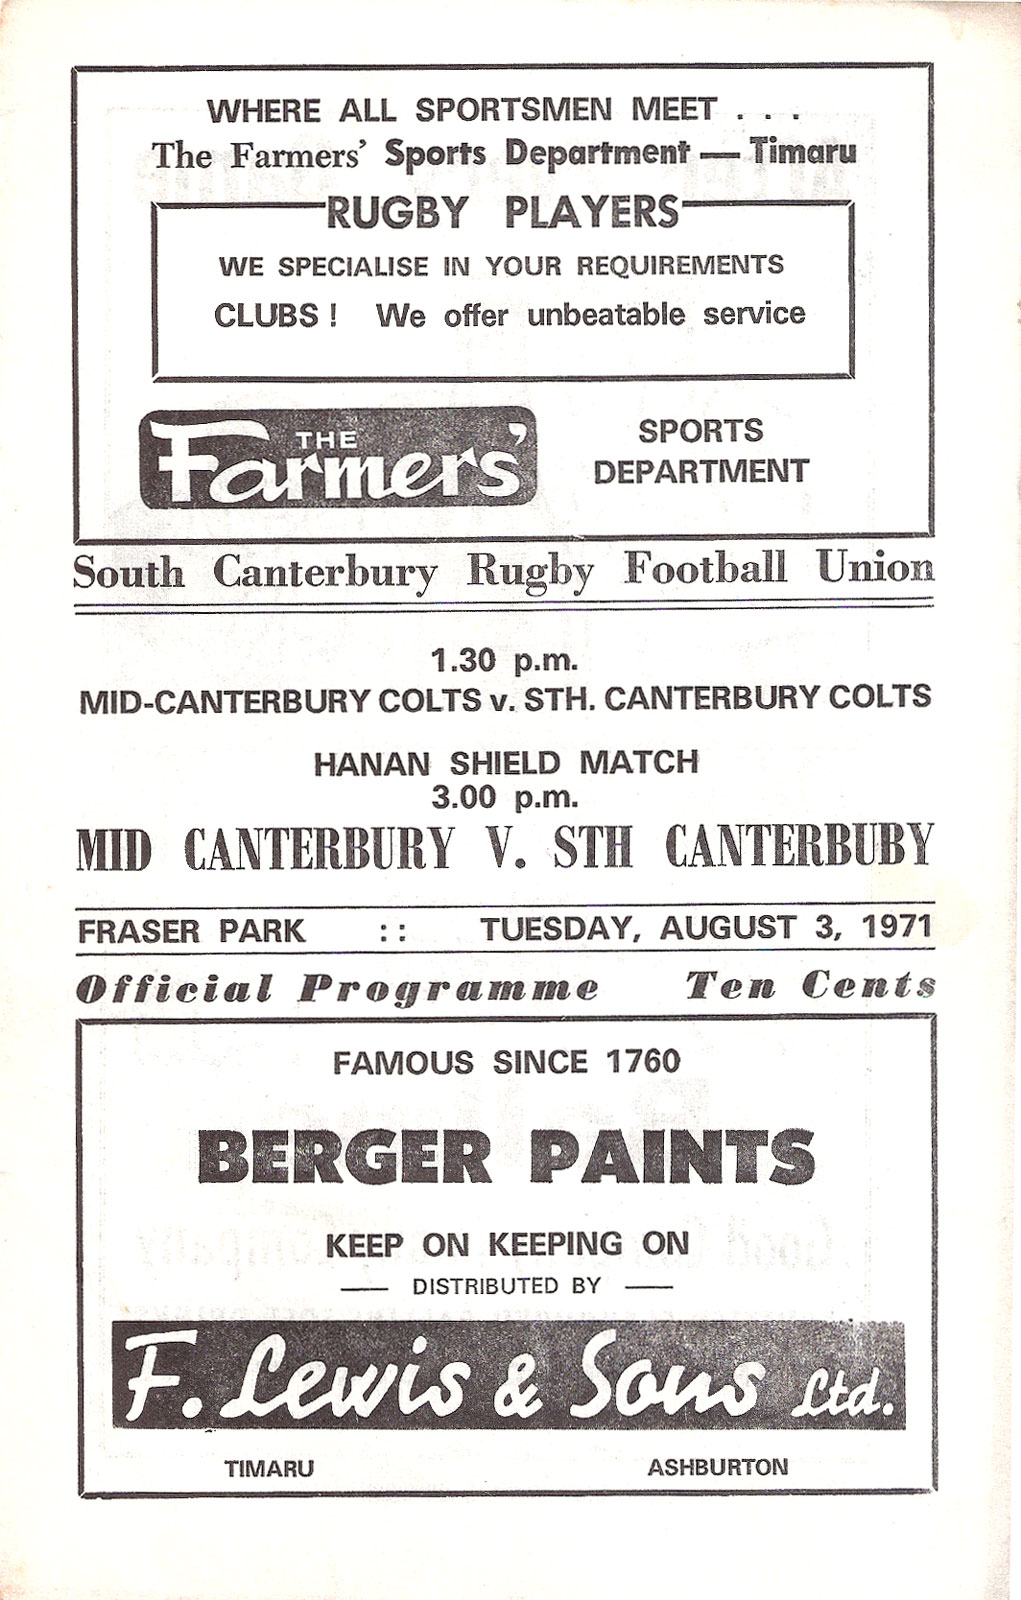 WHERE ALL SPORTSMEN MEET . . .
The Farmers' Sports Department — Timaru
RUGBY PLAYERS
WE SPECIALISE IN YOUR REQUIREMENTS
CLUBS ! We offer unbeatable service
THE
Farmers'
SPORTS
DEPARTMENT
South Canterbury Rugby Football Union
1.30 p.m.
MID-CANTERBURY COLTS v. STH. CANTERBURY COLTS
HANAN SHIELD MATCH
3.00 p.m.
MID CANTERBURY V. STH CANTERBUBY
FRASER PARK :: TUESDAY, AUGUST 3, 1971
Official Programme Ten Cents
FAMOUS SINCE 1760
BERGER PAINTS
KEEP ON KEEPING ON
— DISTRIBUTED BY —
F. Lewis & Sons Ltd.
TIMARU ASHBURTON